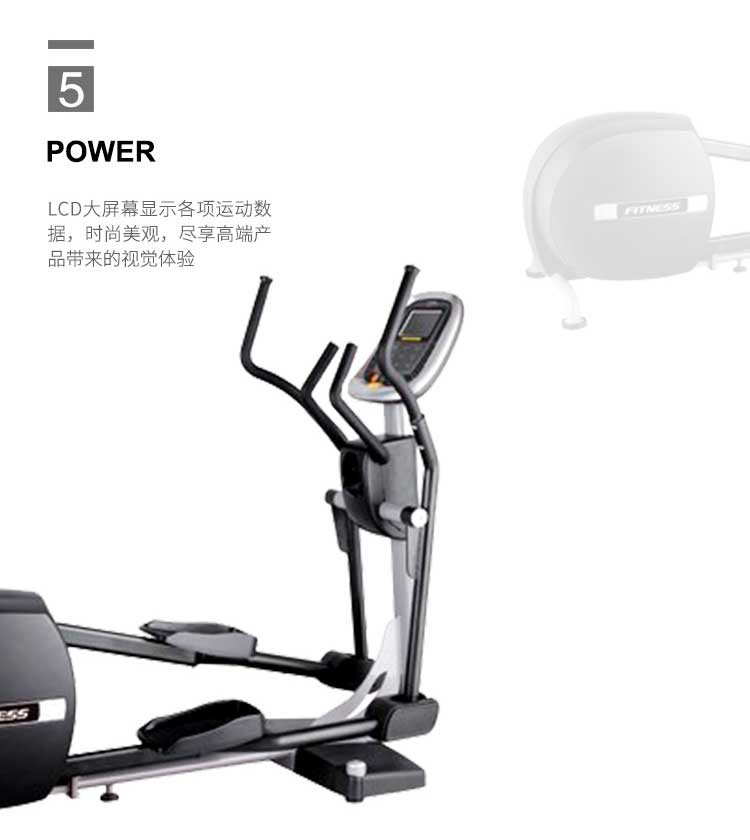 5
POWER
LCD大屏幕显示各项运动数
据，时尚美观，尽享高端产
品带来的视觉体验
FITNESS
ESS